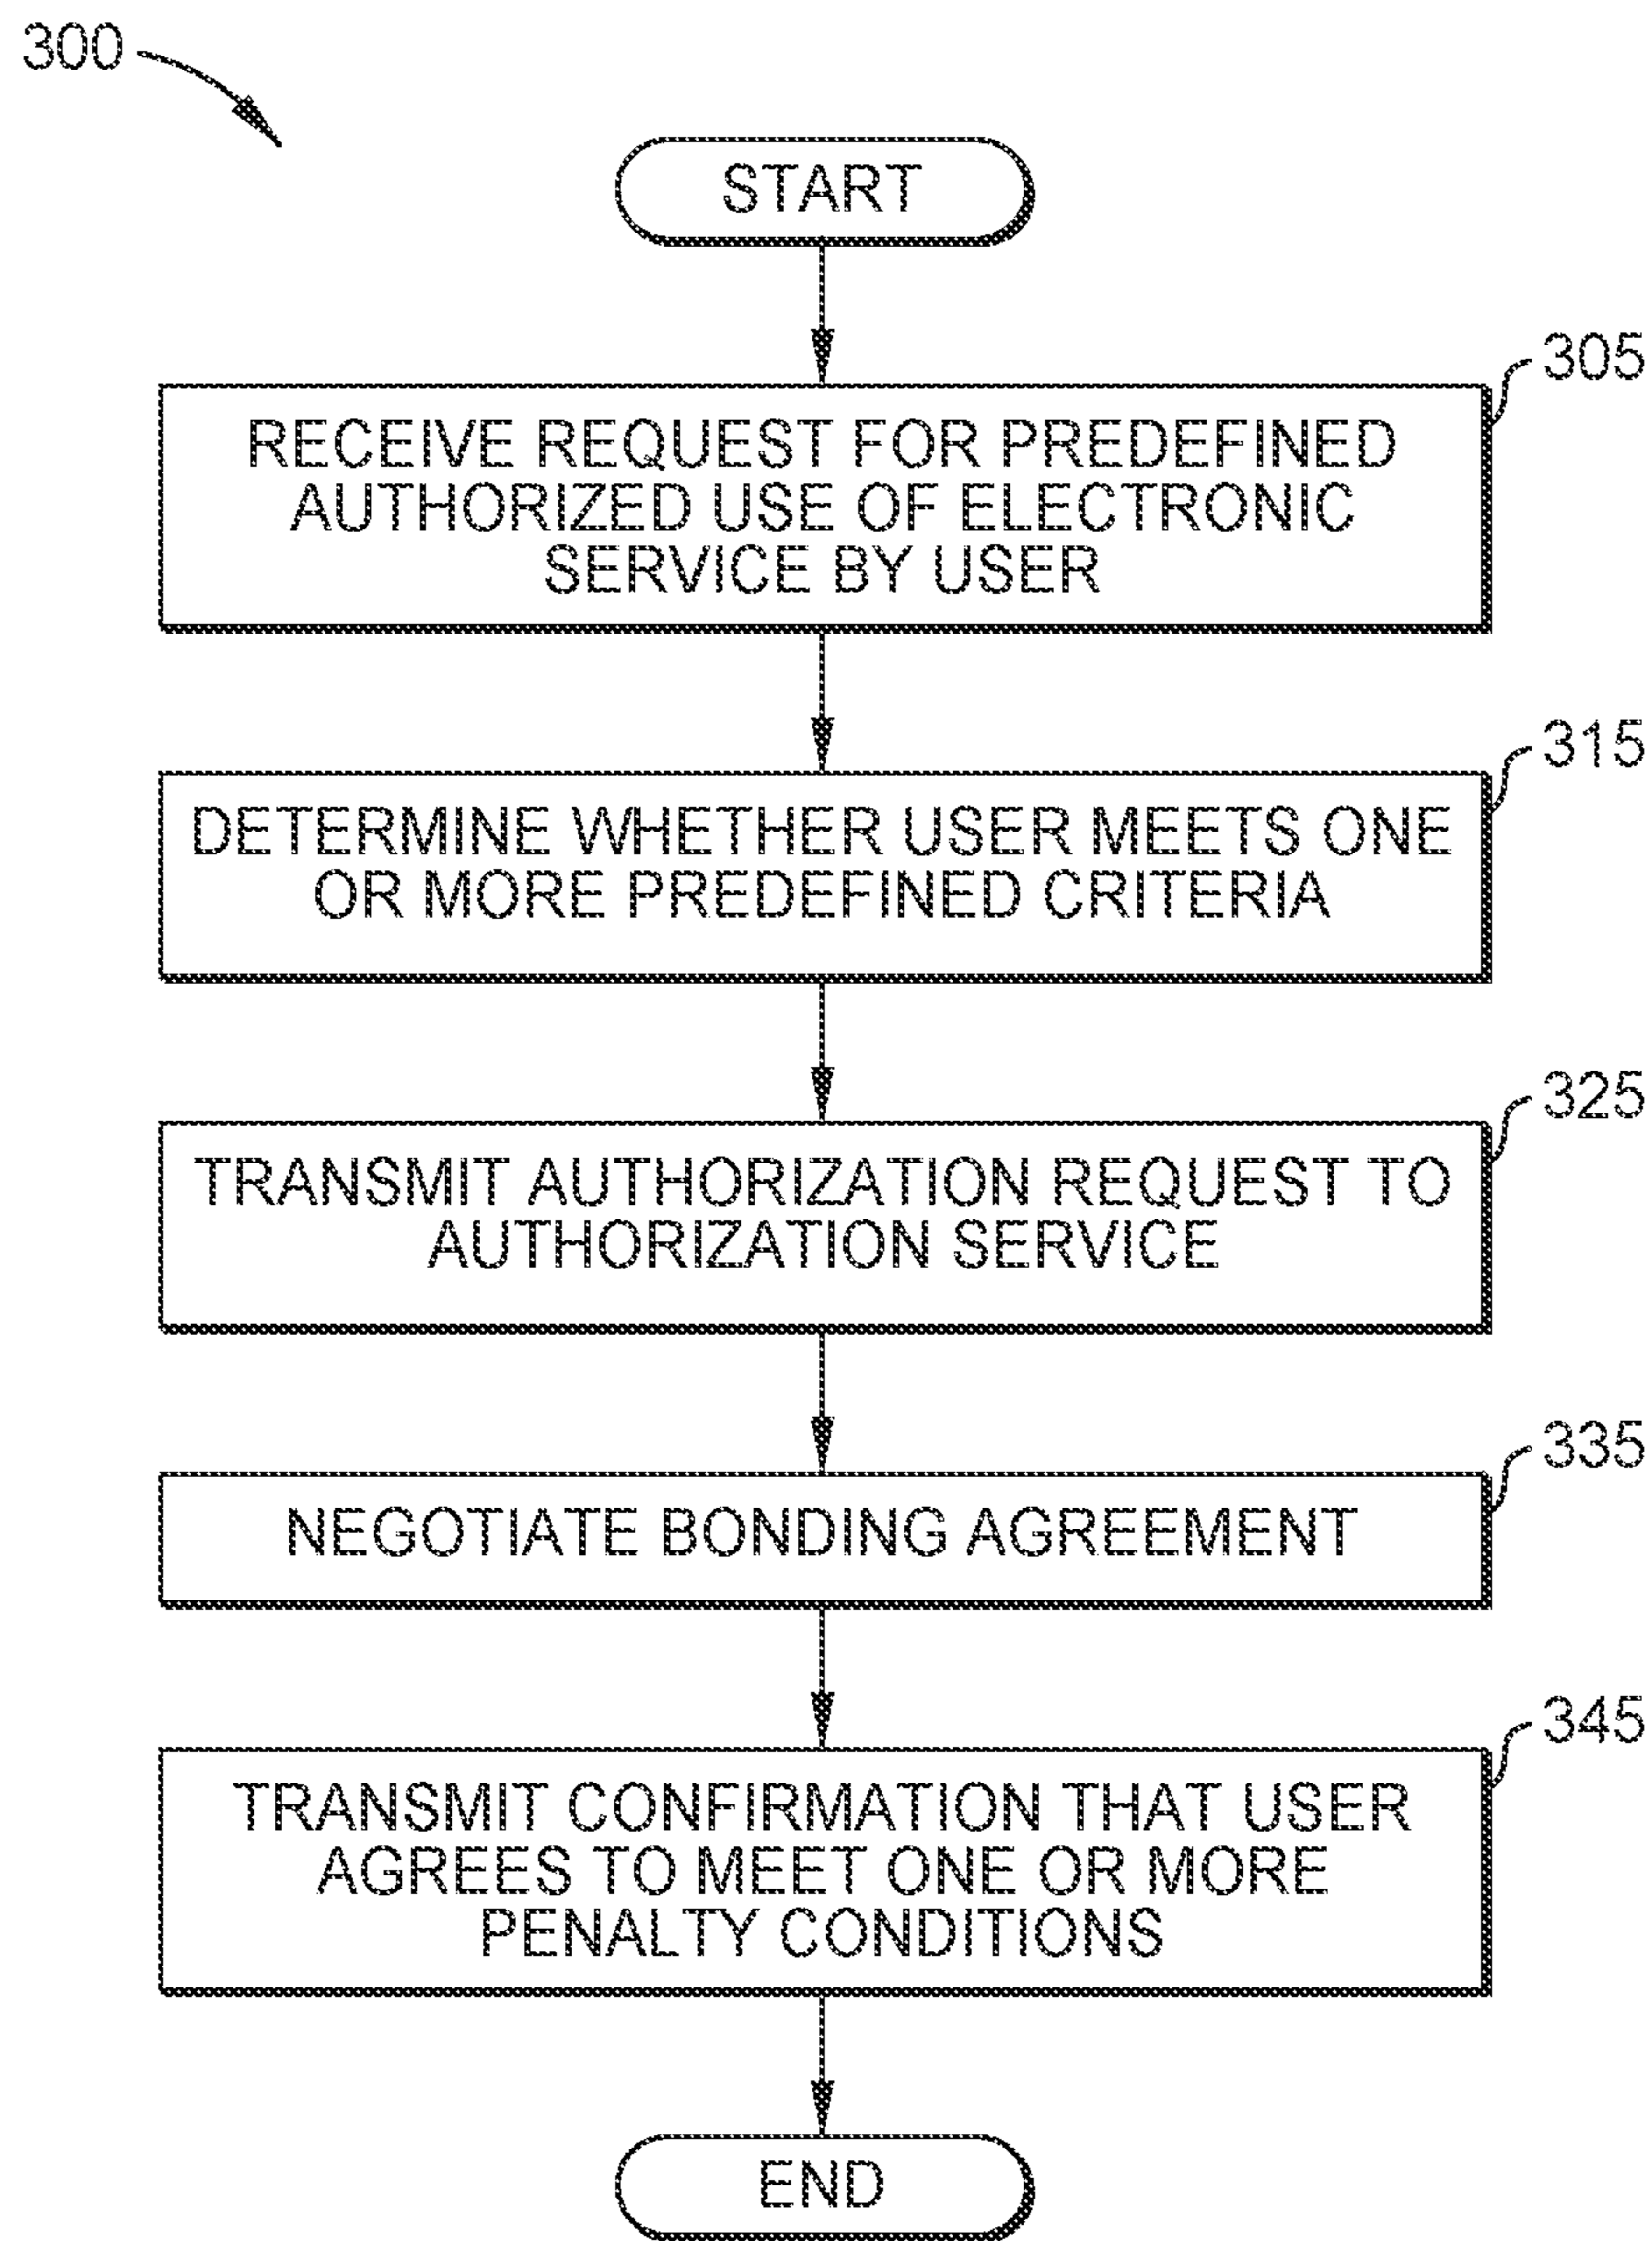 300
START
305
RECEIVE REQUEST FOR PREDEFINED
AUTHORIZED USE OF ELECTRONIC
SERVICE BY USER
315
DETERMINE WHETHER USER MEETS ONE
OR MORE PREDEFINED CRITERIA
325
TRANSMIT AUTHORIZATION REQUEST TO
AUTHORIZATION SERVICE
335
NEGOTIATE BONDING AGREEMENT
345
TRANSMIT CONFIRMATION THAT USER
AGREES TO MEET ONE OR MORE
PENALTY CONDITIONS
END